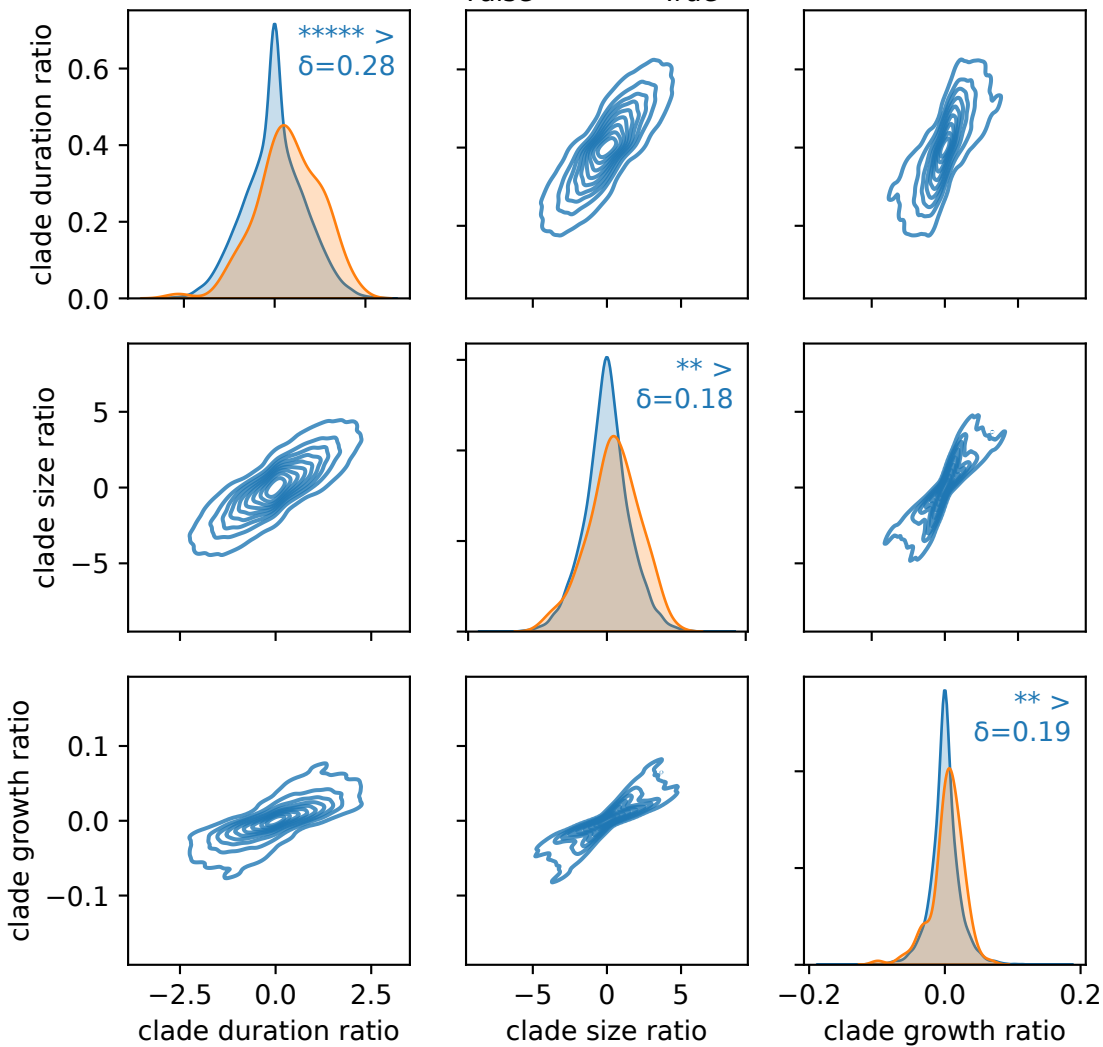 clade duration ratio
0.6
0.4
0.2
0.0
***** >
δ=0.28
clade size ratio
5
0
−5
** >
δ=0.18
clade growth ratio
0.1
0.0
−0.1
** >
δ=0.19
−2.5 0.0 2.5
−5 0 5
−0.2 0.0 0.2
clade duration ratio
clade size ratio
clade growth ratio